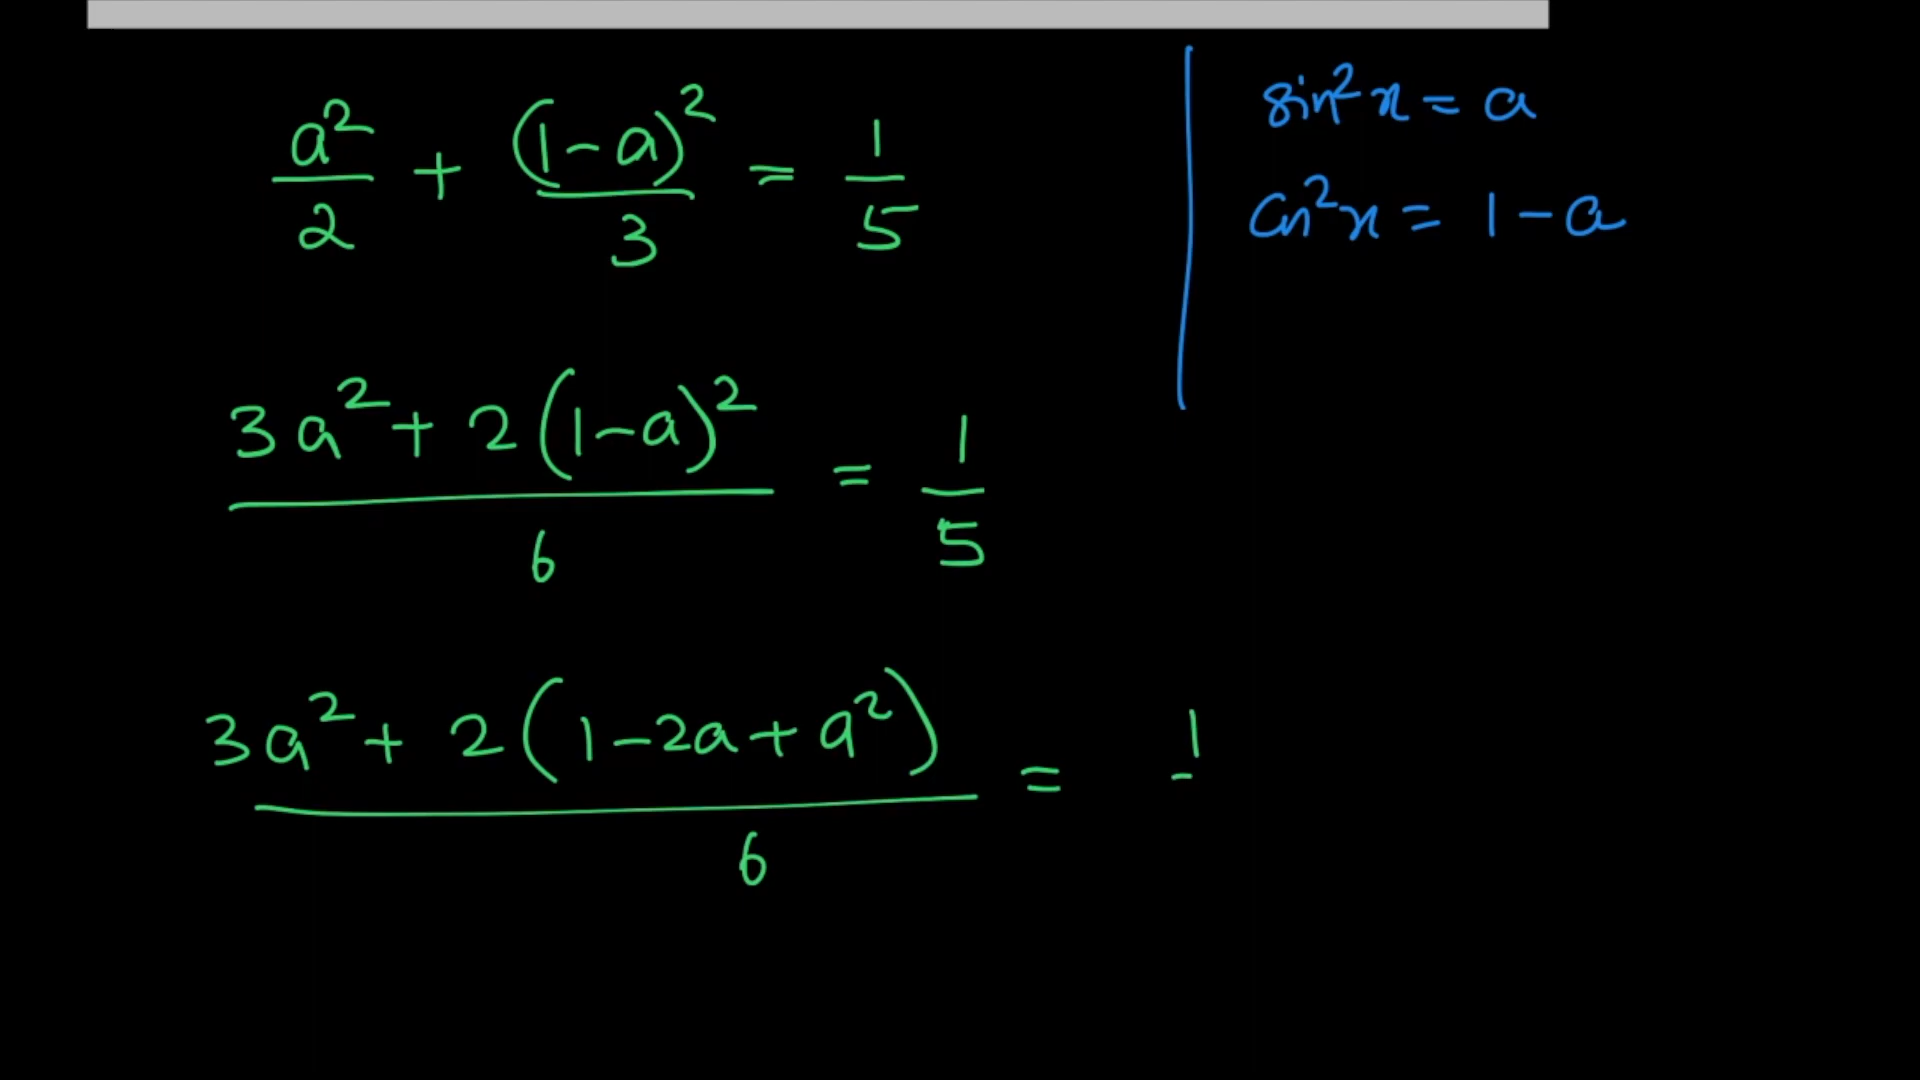 a²/2 + (1-a)²/3 = 1/5
sin²x = a
cos²x = 1-a
(3a² + 2(1-a)²)/6 = 1/5
(3a² + 2(1-2a+a²))/6 = 1